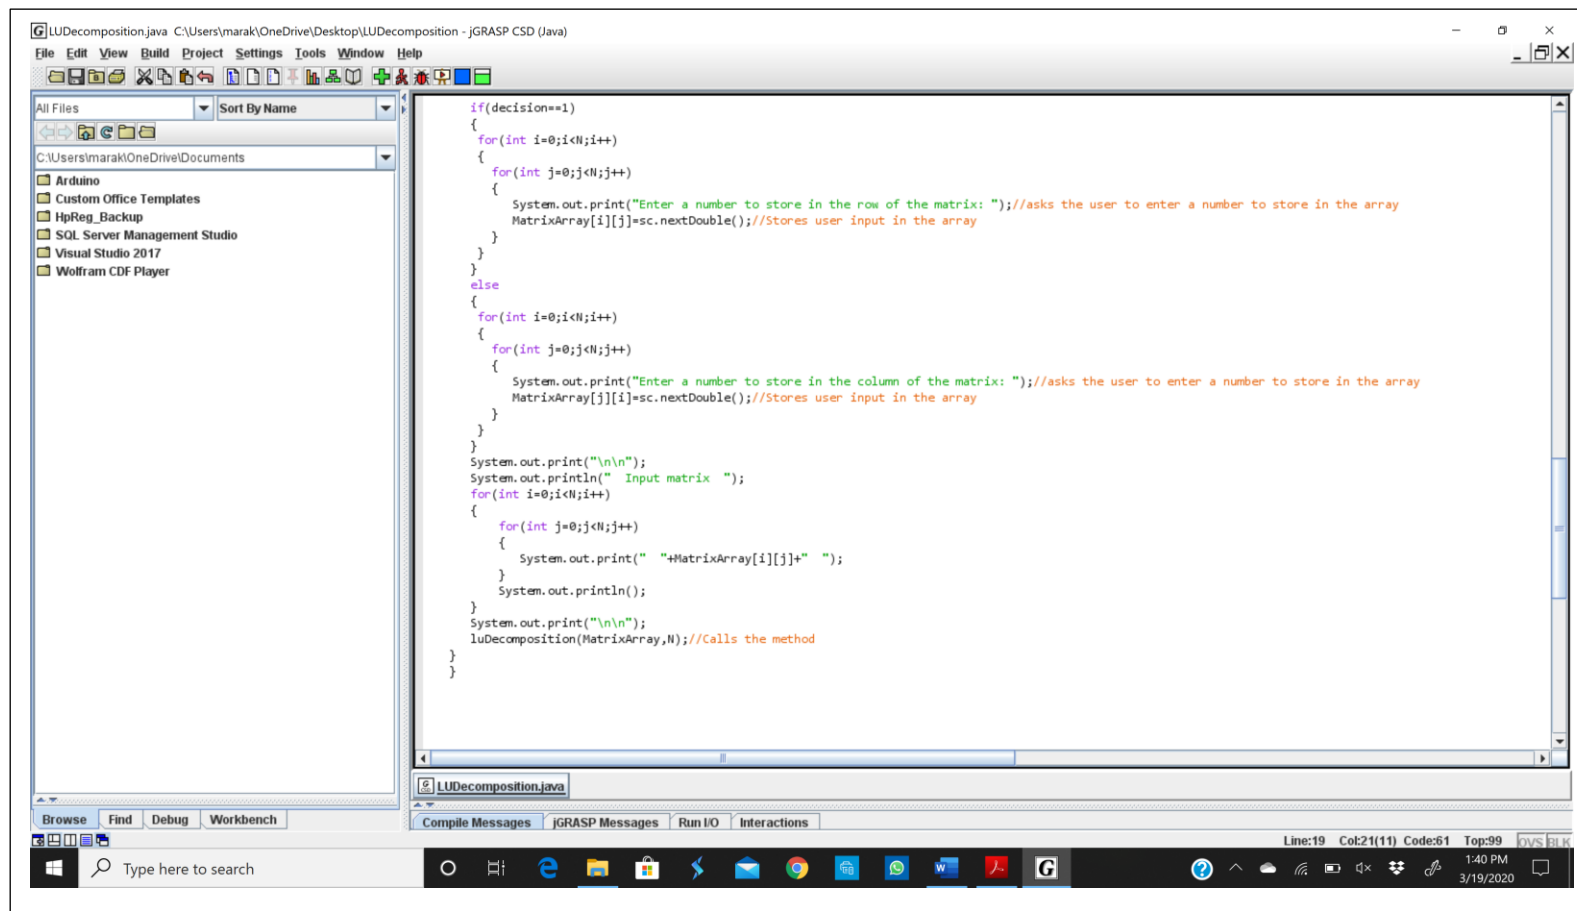 LUDecomposition.java C:\Users\marak\OneDrive\Desktop\LUDecomposition - jGRASP CSD (Java)
File Edit View Build Project Settings Tools Window Help
All Files
Sort By Name
C:\Users\marak\OneDrive\Documents
Arduino
Custom Office Templates
HpReg_Backup
SQL Server Management Studio
Visual Studio 2017
Wolfram CDF Player
if(decision==1)
{
for(int i=0;i<N;i++)
{
for(int j=0;j<N;j++)
{
System.out.print("Enter a number to store in the row of the matrix: ");//asks the user to enter a number to store in the array
MatrixArray[i][j]=sc.nextDouble();//Stores user input in the array
}
}
}
else
{
for(int i=0;i<N;i++)
{
for(int j=0;j<N;j++)
{
System.out.print("Enter a number to store in the column of the matrix: ");//asks the user to enter a number to store in the array
MatrixArray[j][i]=sc.nextDouble();//Stores user input in the array
}
}
}
System.out.print("\n\n");
System.out.println("  Input matrix  ");
for(int i=0;i<N;i++)
{
for(int j=0;j<N;j++)
{
System.out.print("  "+MatrixArray[i][j]+"  ");
}
System.out.println();
}
System.out.print("\n\n");
luDecomposition(MatrixArray,N);//Calls the method
}
}
LUDecomposition.java
Browse Find Debug Workbench
Compile Messages jGRASP Messages Run I/O Interactions
Line:19 Col:21(11) Code:61 Top:99 OVS BLK
Type here to search
1:40 PM
3/19/2020